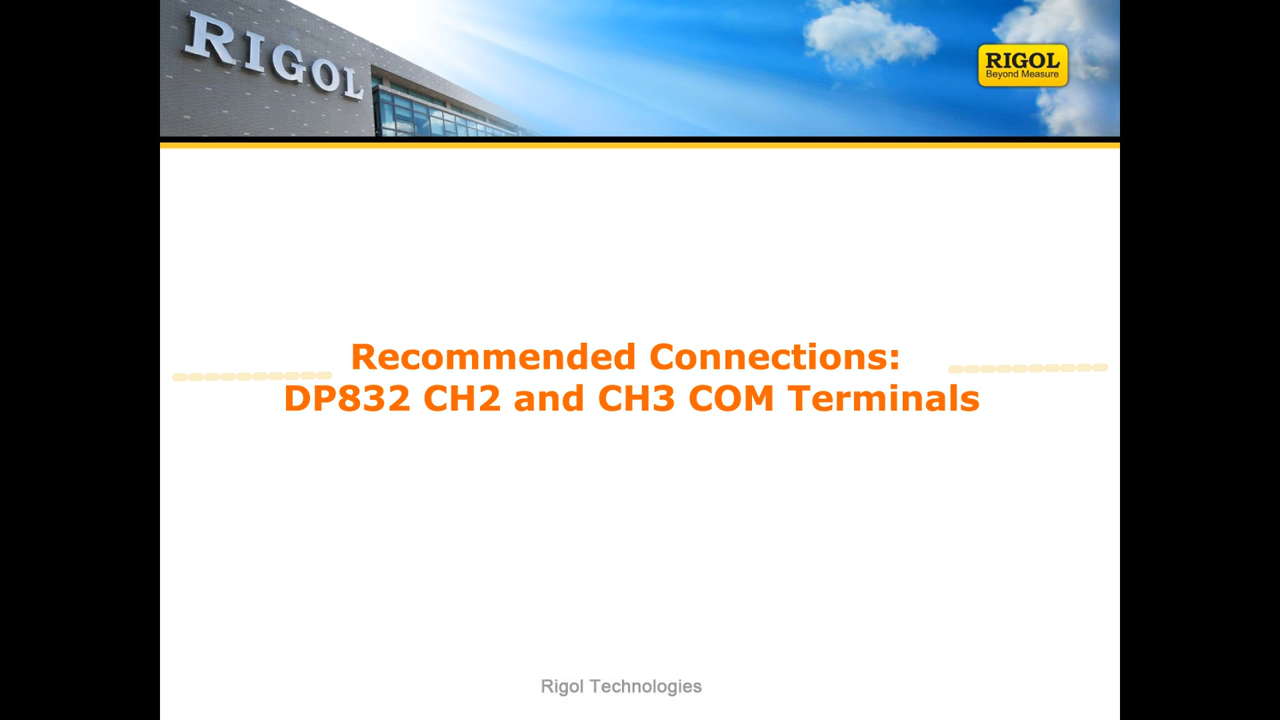 RIGOL
RIGOL
Beyond Measure
Recommended Connections:
DP832 CH2 and CH3 COM Terminals
Rigol Technologies